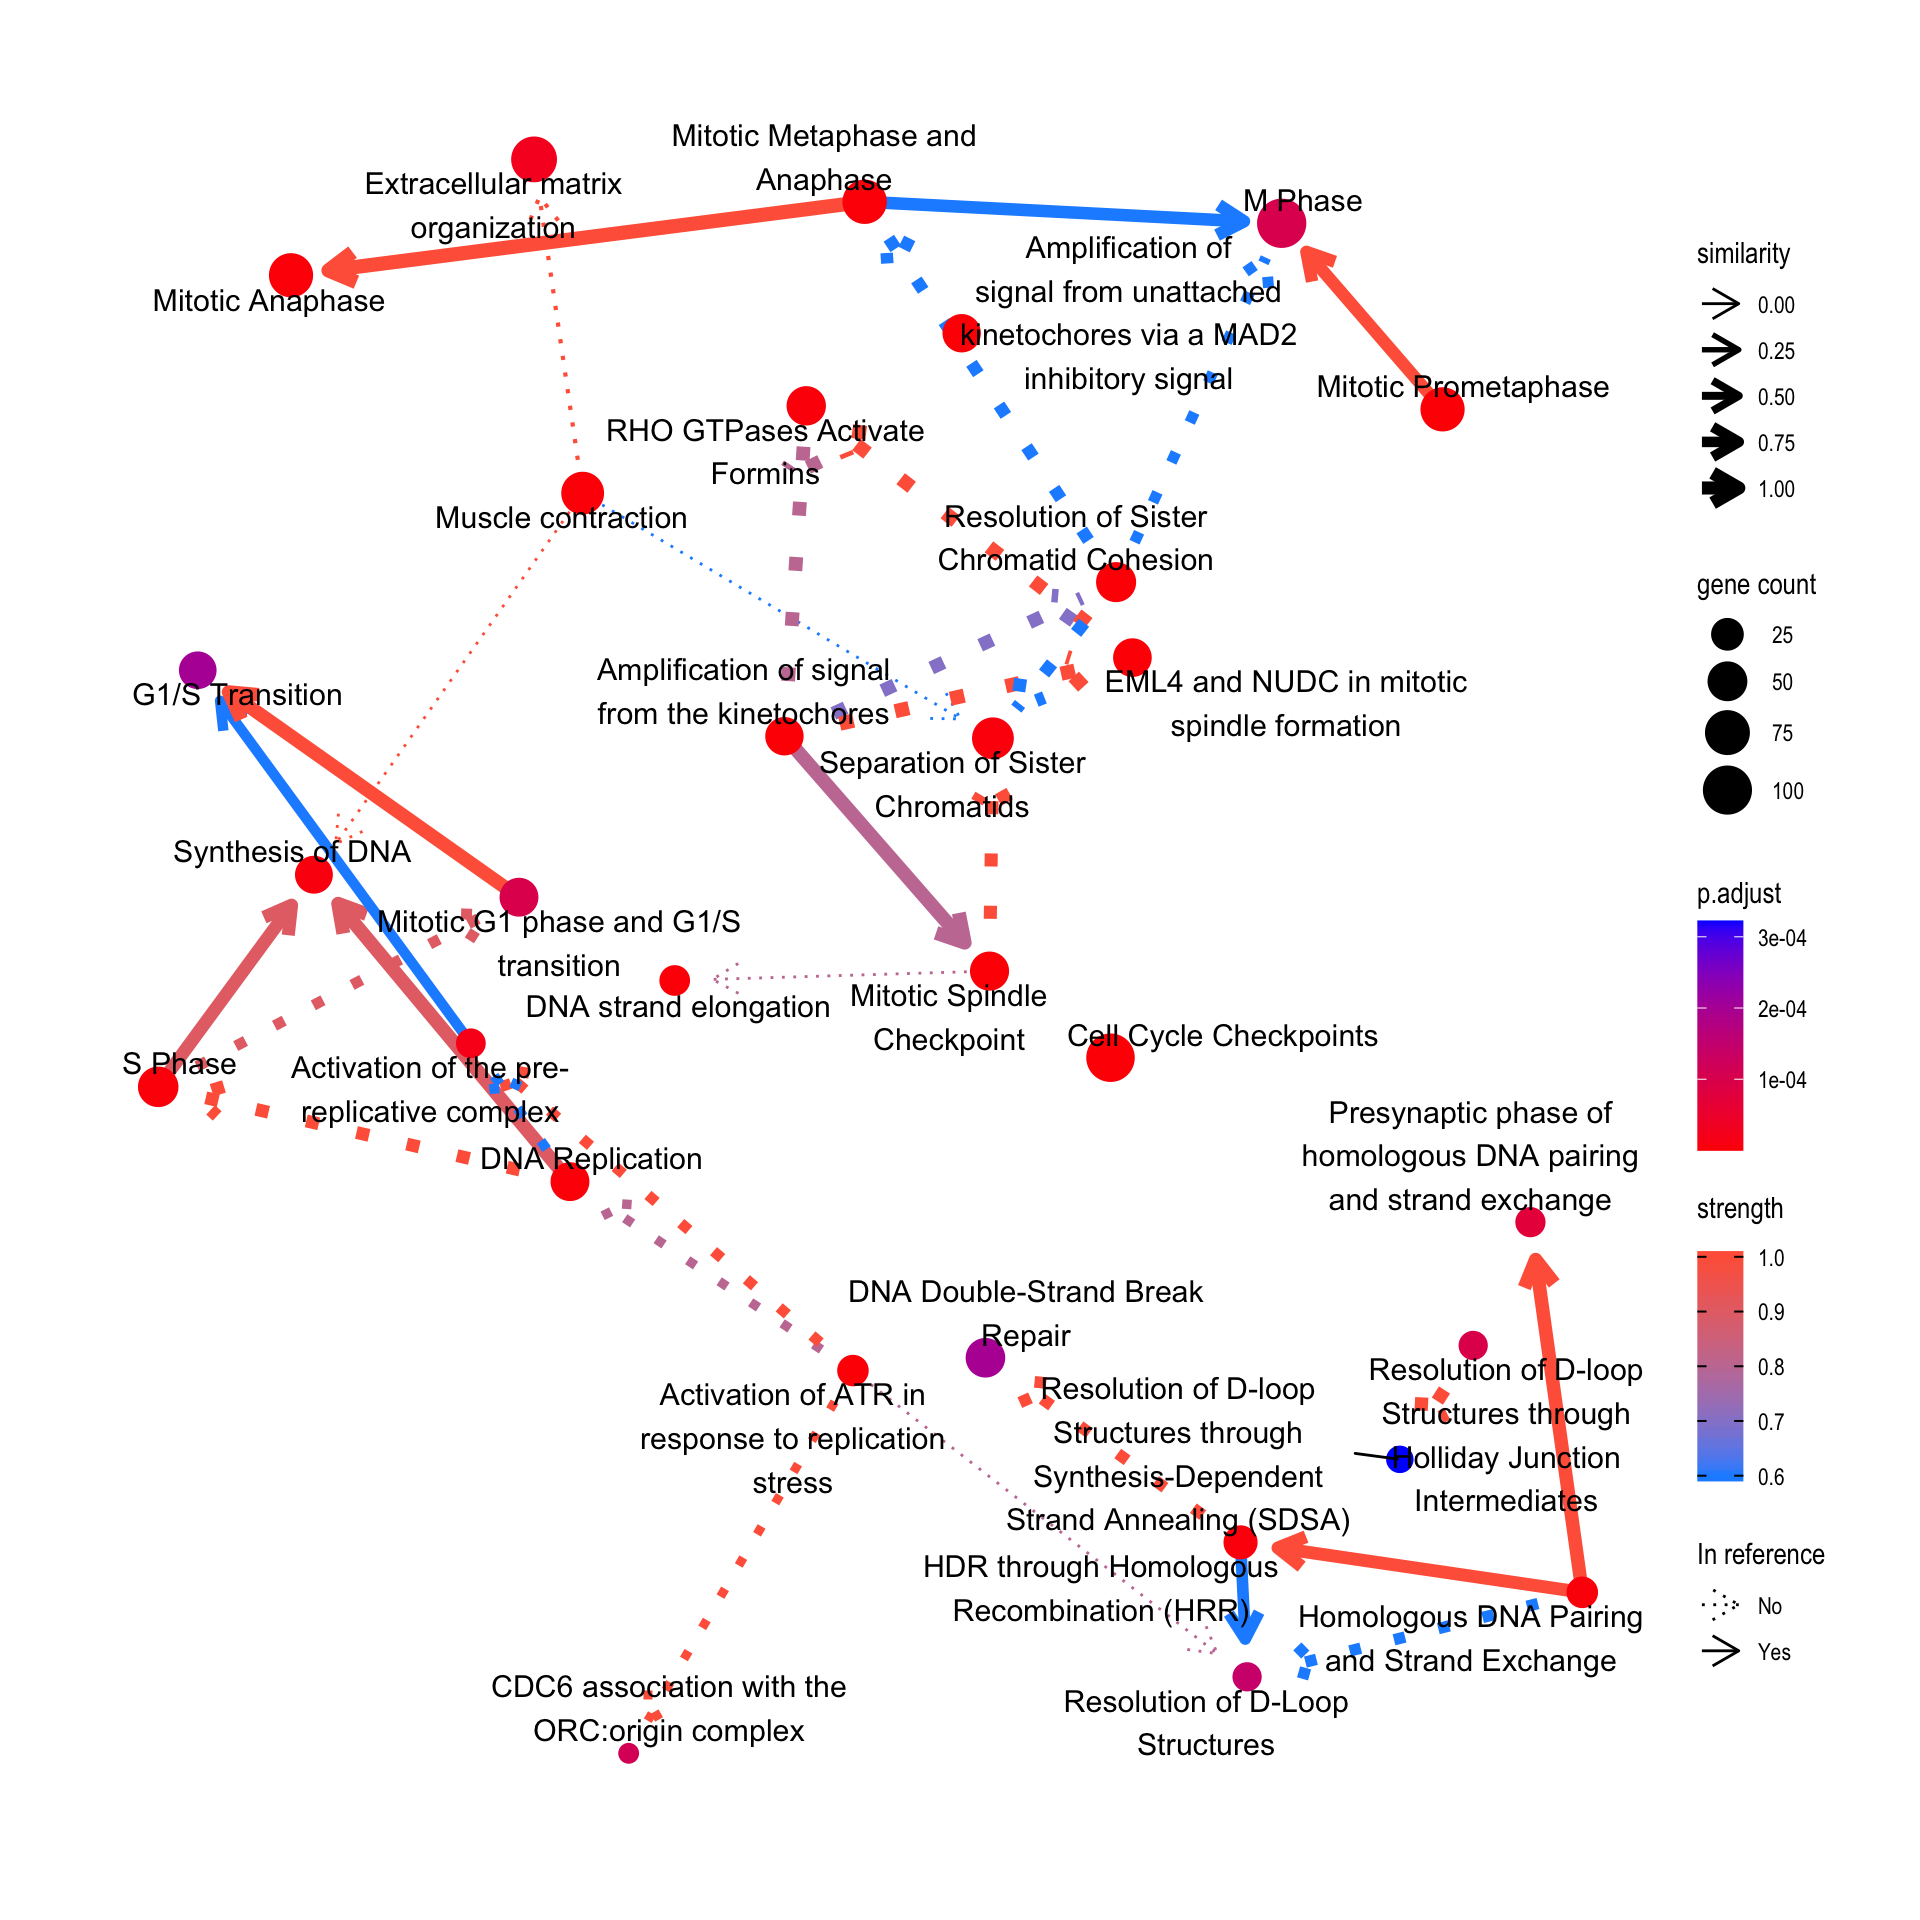 Mitotic Metaphase and
Anaphase
Extracellular matrix
organization
M Phase
Mitotic Anaphase
Amplification of
signal from unattached
kinetochores via a MAD2
inhibitory signal
Mitotic Prometaphase
RHO GTPases Activate
Formins
Muscle contraction
Resolution of Sister
Chromatid Cohesion
G1/S Transition
Amplification of signal
from the kinetochores
EML4 and NUDC in mitotic
spindle formation
Separation of Sister
Chromatids
Synthesis of DNA
Mitotic G1 phase and G1/S
transition
DNA strand elongation
Mitotic Spindle
Checkpoint
Cell Cycle Checkpoints
S Phase
Activation of the pre-
replicative complex
DNA Replication
Presynaptic phase of
homologous DNA pairing
and strand exchange
DNA Double-Strand Break
Repair
Activation of ATR in
response to replication
stress
Resolution of D-loop
Structures through
Synthesis-Dependent
Strand Annealing (SDSA)
Resolution of D-loop
Structures through
Holliday Junction
Intermediates
HDR through Homologous
Recombination (HRR)
Homologous DNA Pairing
and Strand Exchange
CDC6 association with the
ORC:origin complex
Resolution of D-Loop
Structures
similarity
0.00
0.25
0.50
0.75
1.00
gene count
25
50
75
100
p.adjust
3e-04
2e-04
1e-04
strength
1.0
0.9
0.8
0.7
0.6
In reference
No
Yes